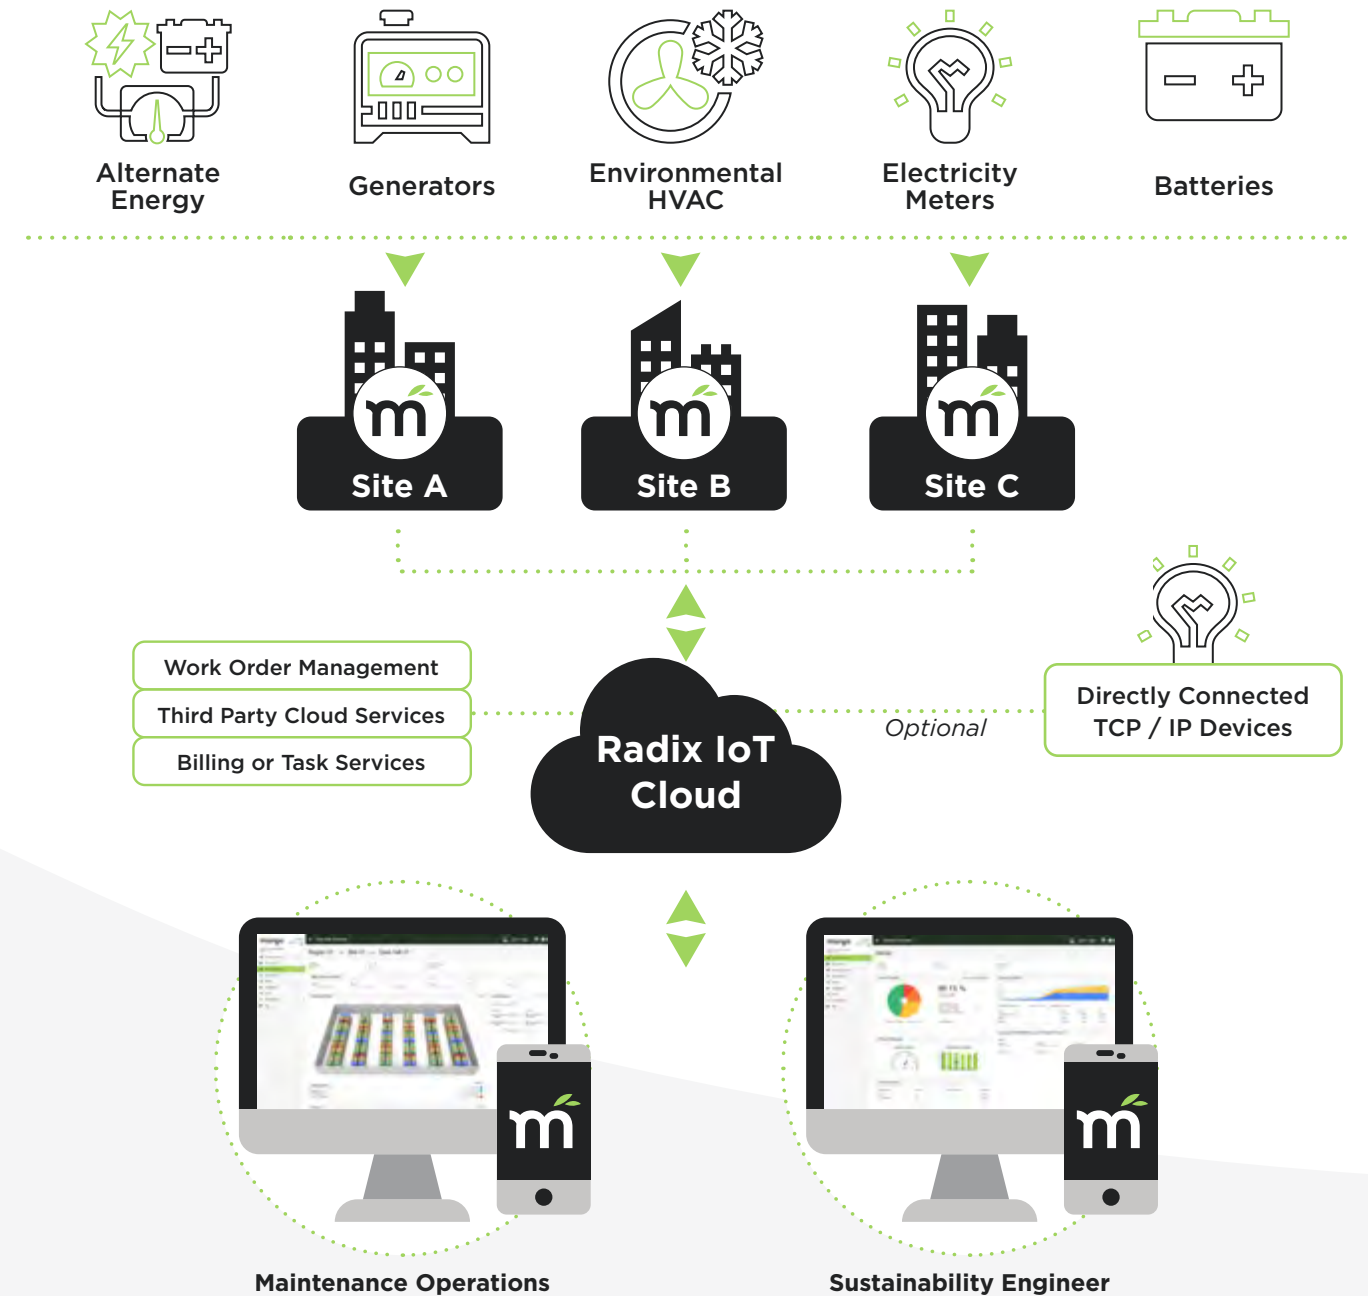 Alternate
Energy
Generators
Environmental
HVAC
Electricity
Meters
Batteries
m
m
m
Site A
Site B
Site C
Work Order Management
Third Party Cloud Services
Billing or Task Services
Directly Connected
TCP / IP Devices
Optional
Radix IoT
Cloud
m
m
Maintenance Operations
Sustainability Engineer